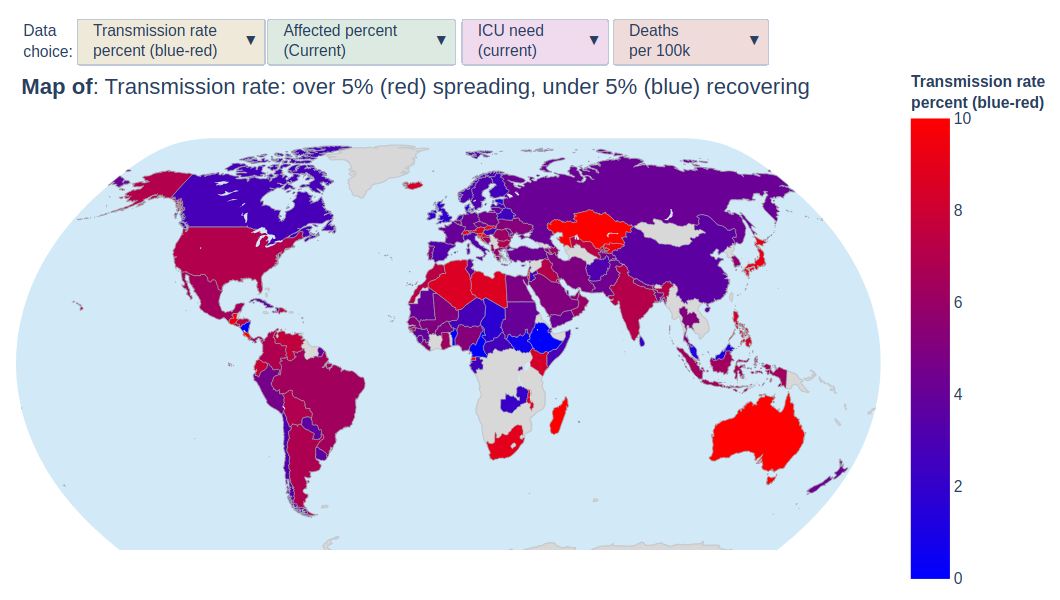 Data
choice:
Transmission rate
percent (blue-red)
▼
Affected percent
(Current)
▼
ICU need
(current)
▼
Deaths
per 100k
▼
Map of: Transmission rate: over 5% (red) spreading, under 5% (blue) recovering
Transmission rate
percent (blue-red)
10
8
6
4
2
0